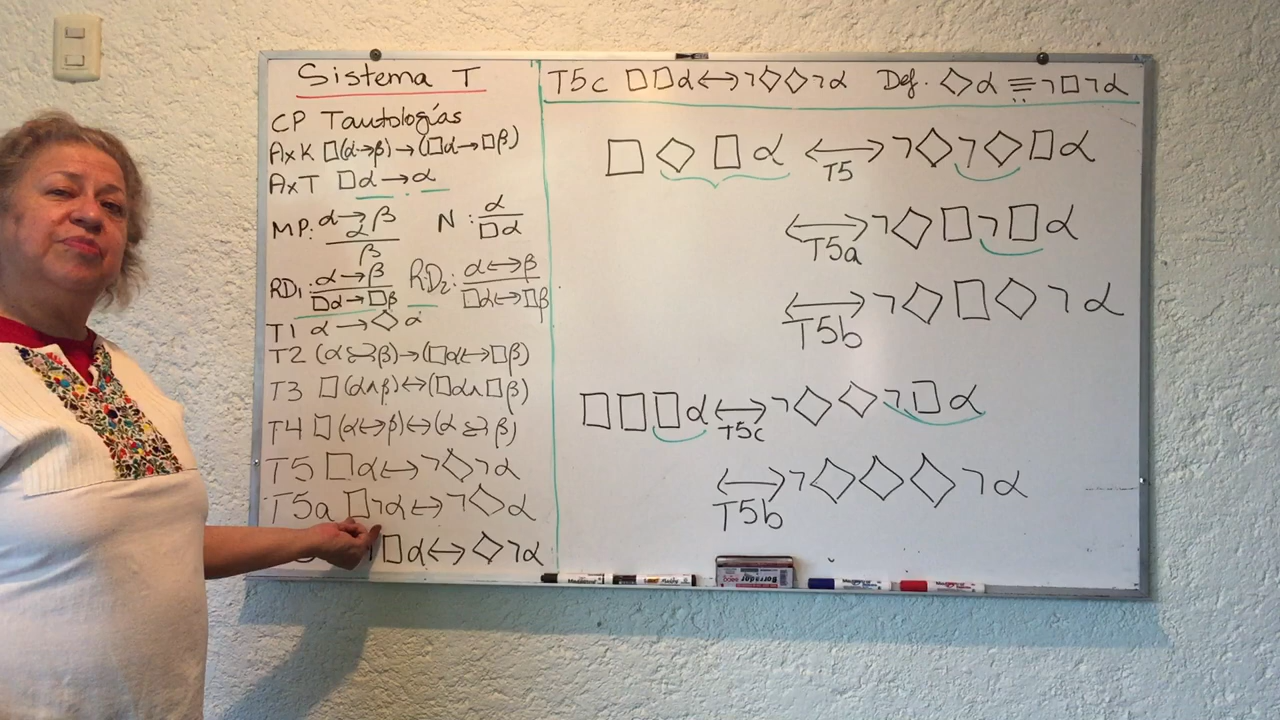 Sistema T
CP Tautologías
AxK □(α→β)→(□α→□β)
AxT □α→α
MP: α→β
α
β
N: α
□α
RD₁: α→β
□α→□β
RD₂: α↔β
□α↔□β
T1 α→◇α
T2 (α⥽β)→(□α↔□β)
T3 □(α∧β)↔(□α∧□β)
T4 □(α↔β)↔(α ⥽ β)
T5 □α↔¬◇¬α
T5a □¬α↔¬◇α
□α↔◇¬α
T5c □□α↔¬◇◇¬α Def. ◇α ≡ ¬□¬α
□◇□α ↔ ¬◇¬◇□α
T5
↔ ¬◇□¬□α
T5a
↔ ¬◇□◇¬α
T5b
□□□α ↔ ¬◇◇¬□α
T5c
↔ ¬◇◇◇¬α
T5b
Borrador